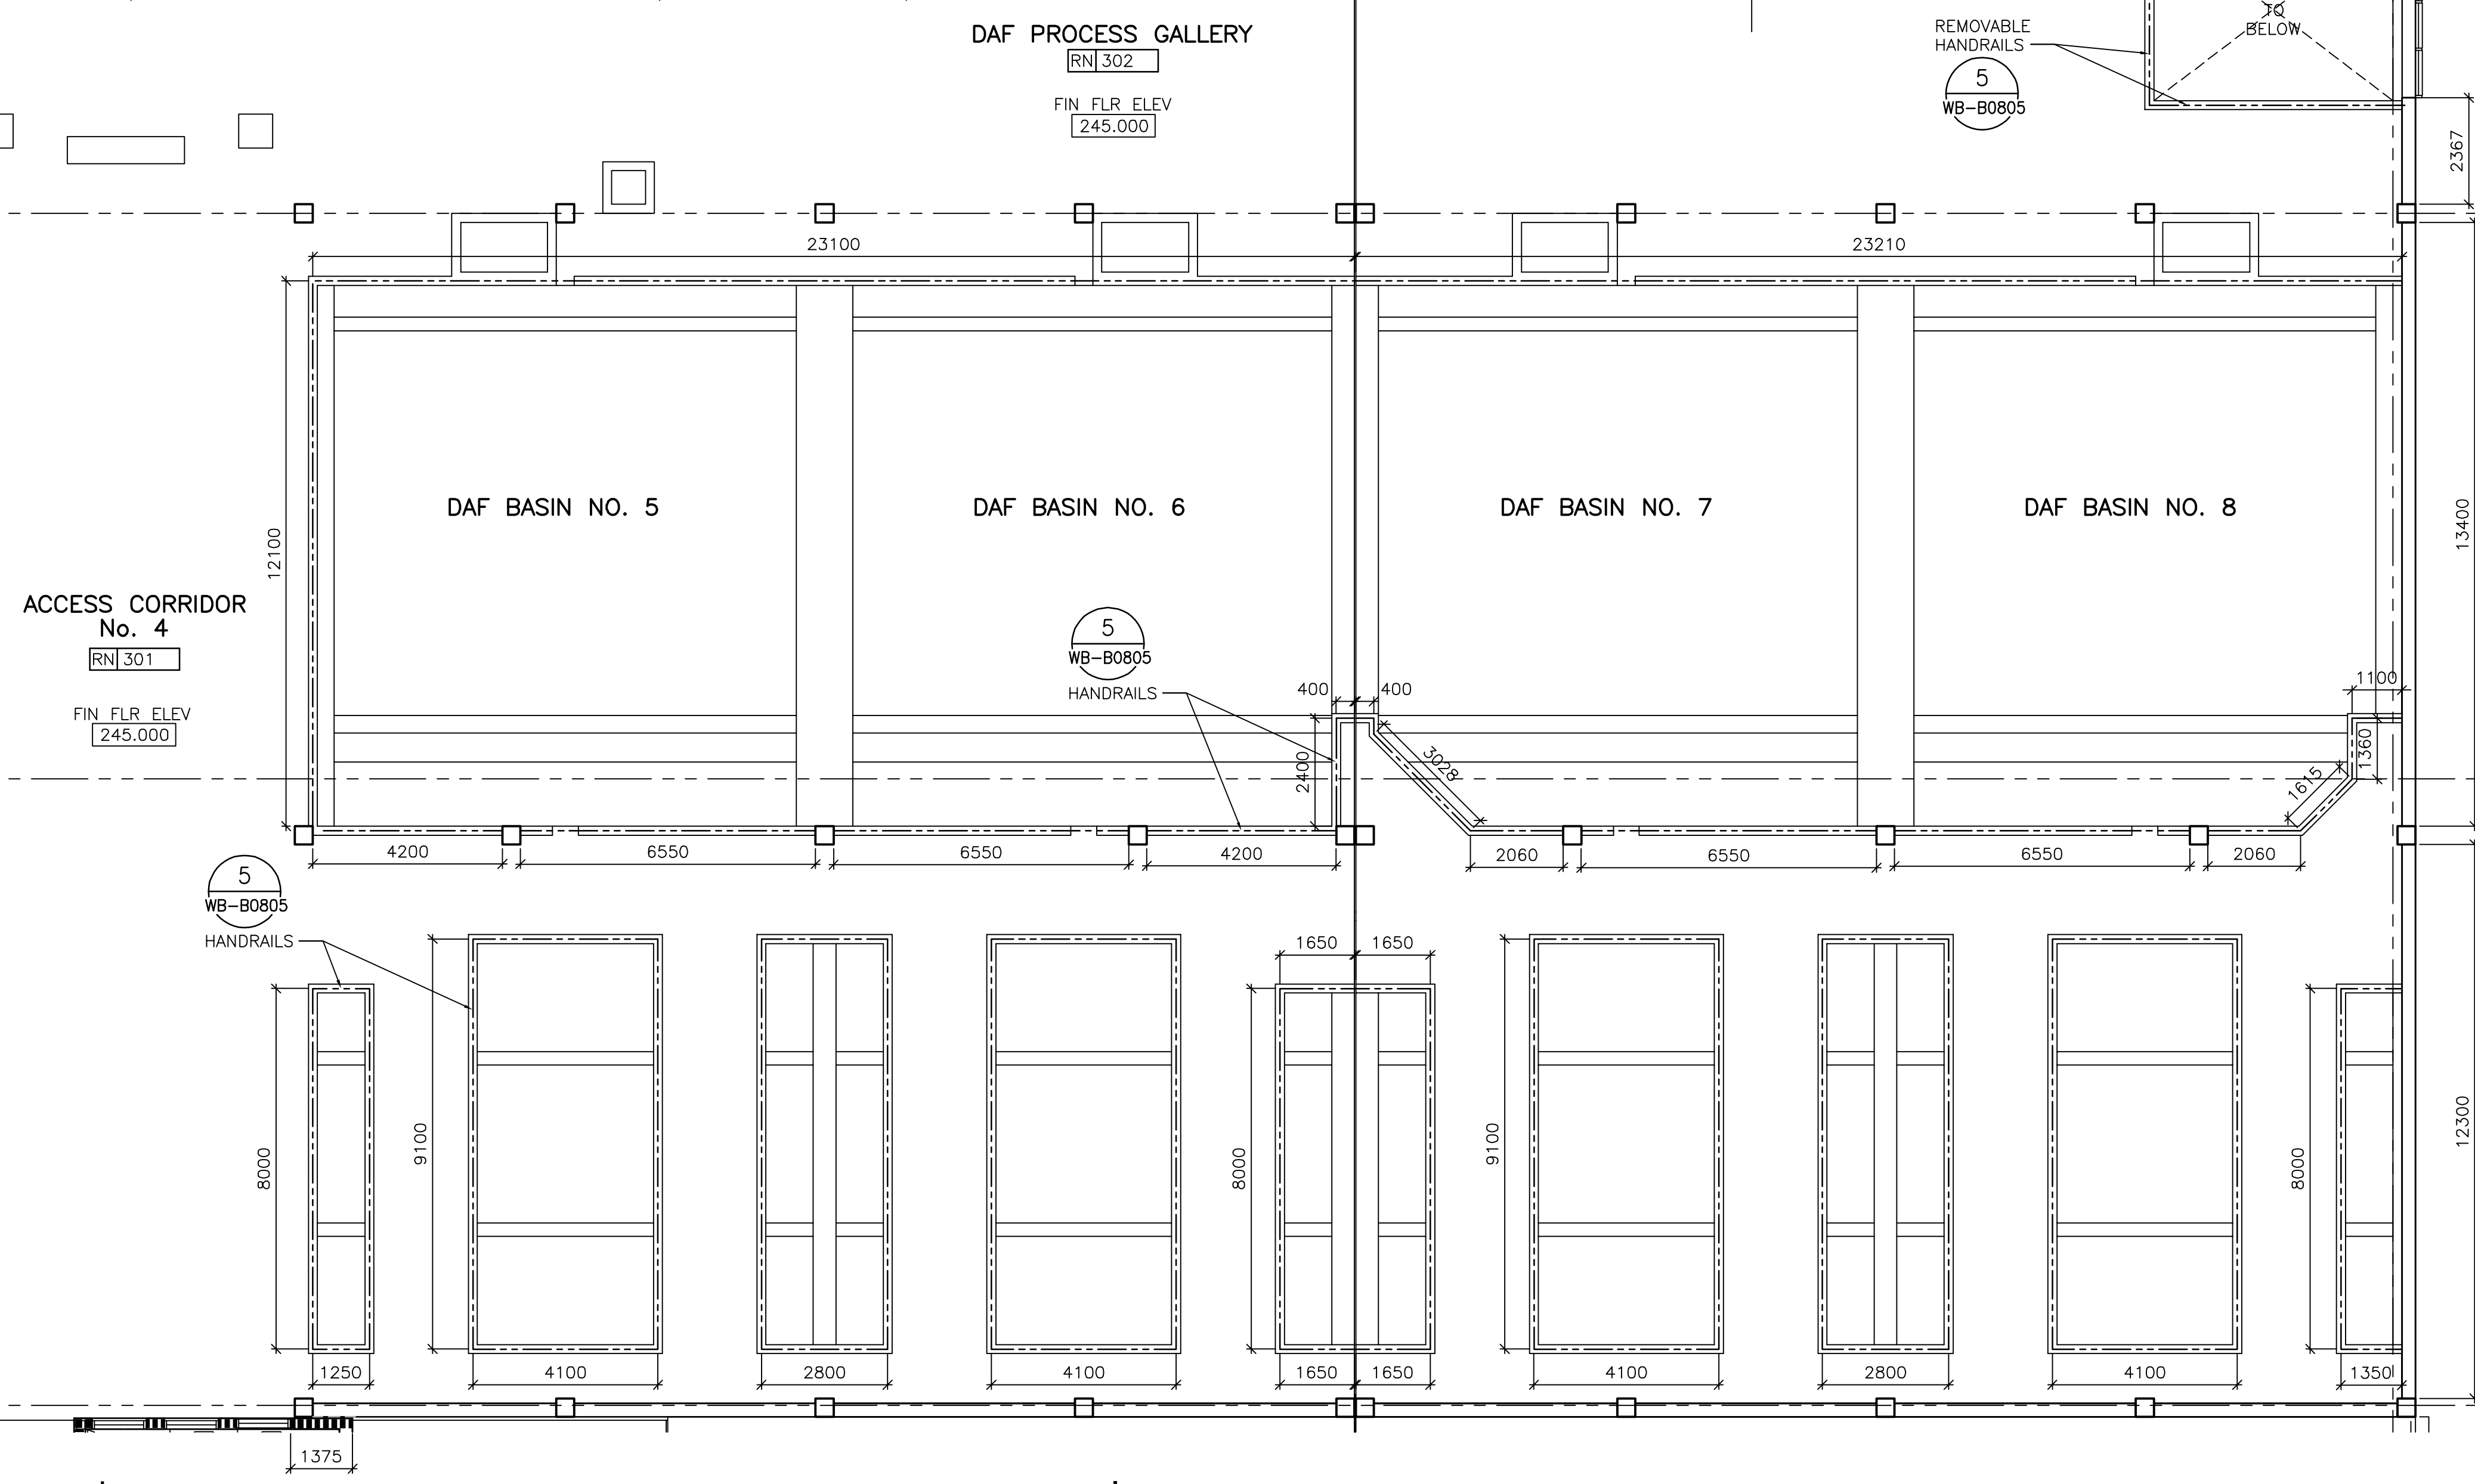 DAF PROCESS GALLERY
RN 302
FIN FLR ELEV
245.000
REMOVABLE
HANDRAILS
5
WB-B0805
TO
BELOW
2367
23100
23210
12100
13400
DAF BASIN NO. 5
DAF BASIN NO. 6
DAF BASIN NO. 7
DAF BASIN NO. 8
ACCESS CORRIDOR
No. 4
RN 301
FIN FLR ELEV
245.000
5
WB-B0805
HANDRAILS
400
400
2400
3028
1100
1360
1615
4200
6550
6550
4200
2060
6550
6550
2060
5
WB-B0805
HANDRAILS
1650
1650
8000
9100
8000
9100
8000
12300
1250
4100
2800
4100
1650
1650
4100
2800
4100
1350
1375